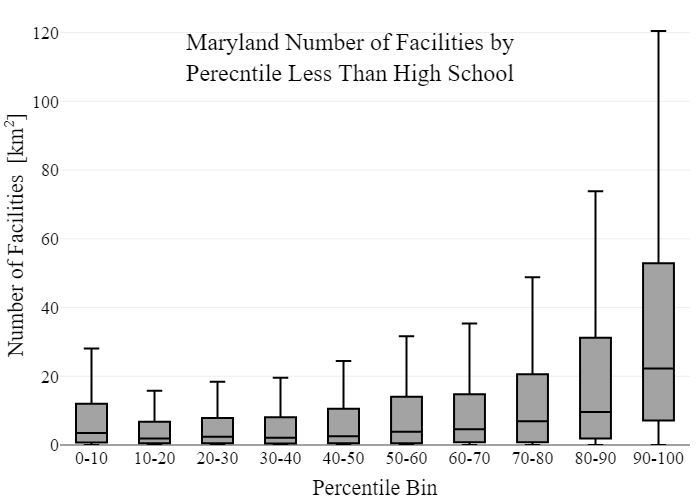 Maryland Number of Facilities by
Perecntile Less Than High School
Number of Facilities [km²]
120
100
80
60
40
20
0
0-10 10-20 20-30 30-40 40-50 50-60 60-70 70-80 80-90 90-100
Percentile Bin